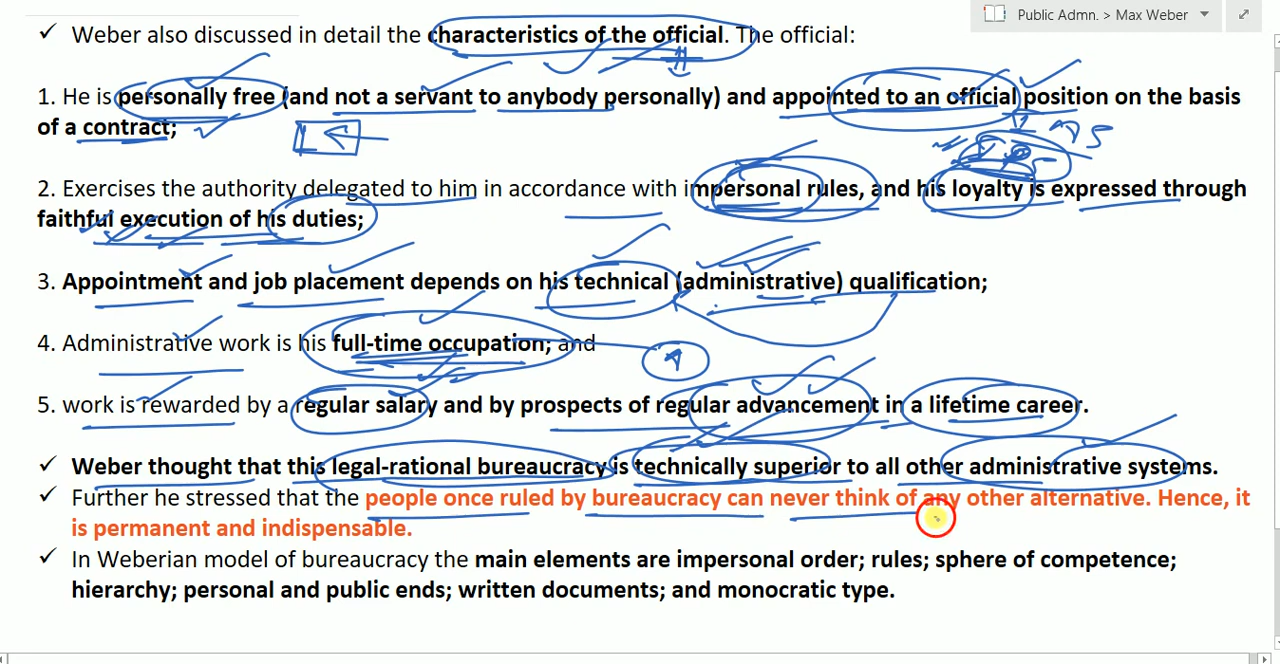 Public Admn. > Max Weber
✓ Weber also discussed in detail the characteristics of the official. The official:
1. He is personally free (and not a servant to anybody personally) and appointed to an official position on the basis
of a contract;
2. Exercises the authority delegated to him in accordance with impersonal rules, and his loyalty is expressed through
faithful execution of his duties;
3. Appointment and job placement depends on his technical (administrative) qualification;
4. Administrative work is his full-time occupation; and
5. work is rewarded by a regular salary and by prospects of regular advancement in a lifetime career.
✓ Weber thought that this legal-rational bureaucracy is technically superior to all other administrative systems.
✓ Further he stressed that the people once ruled by bureaucracy can never think of any other alternative. Hence, it
is permanent and indispensable.
✓ In Weberian model of bureaucracy the main elements are impersonal order; rules; sphere of competence;
hierarchy; personal and public ends; written documents; and monocratic type.